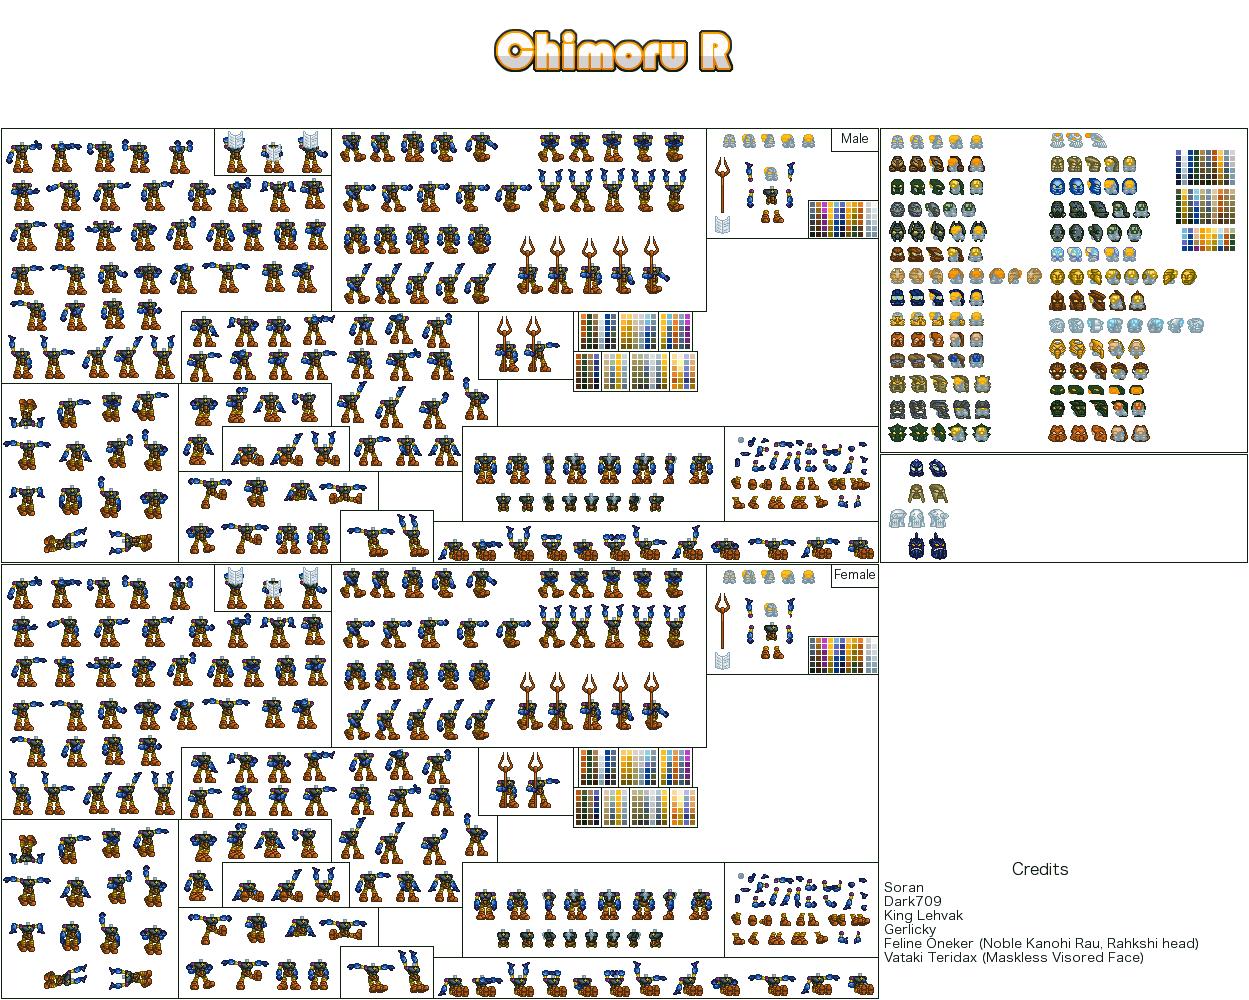 Chimoru R
Male
Female
Credits
Soran
Dark709
King Lehvak
Gerlicky
Feline Oneker (Noble Kanohi Rau, Rahkshi head)
Vataki Teridax (Maskless Visored Face)